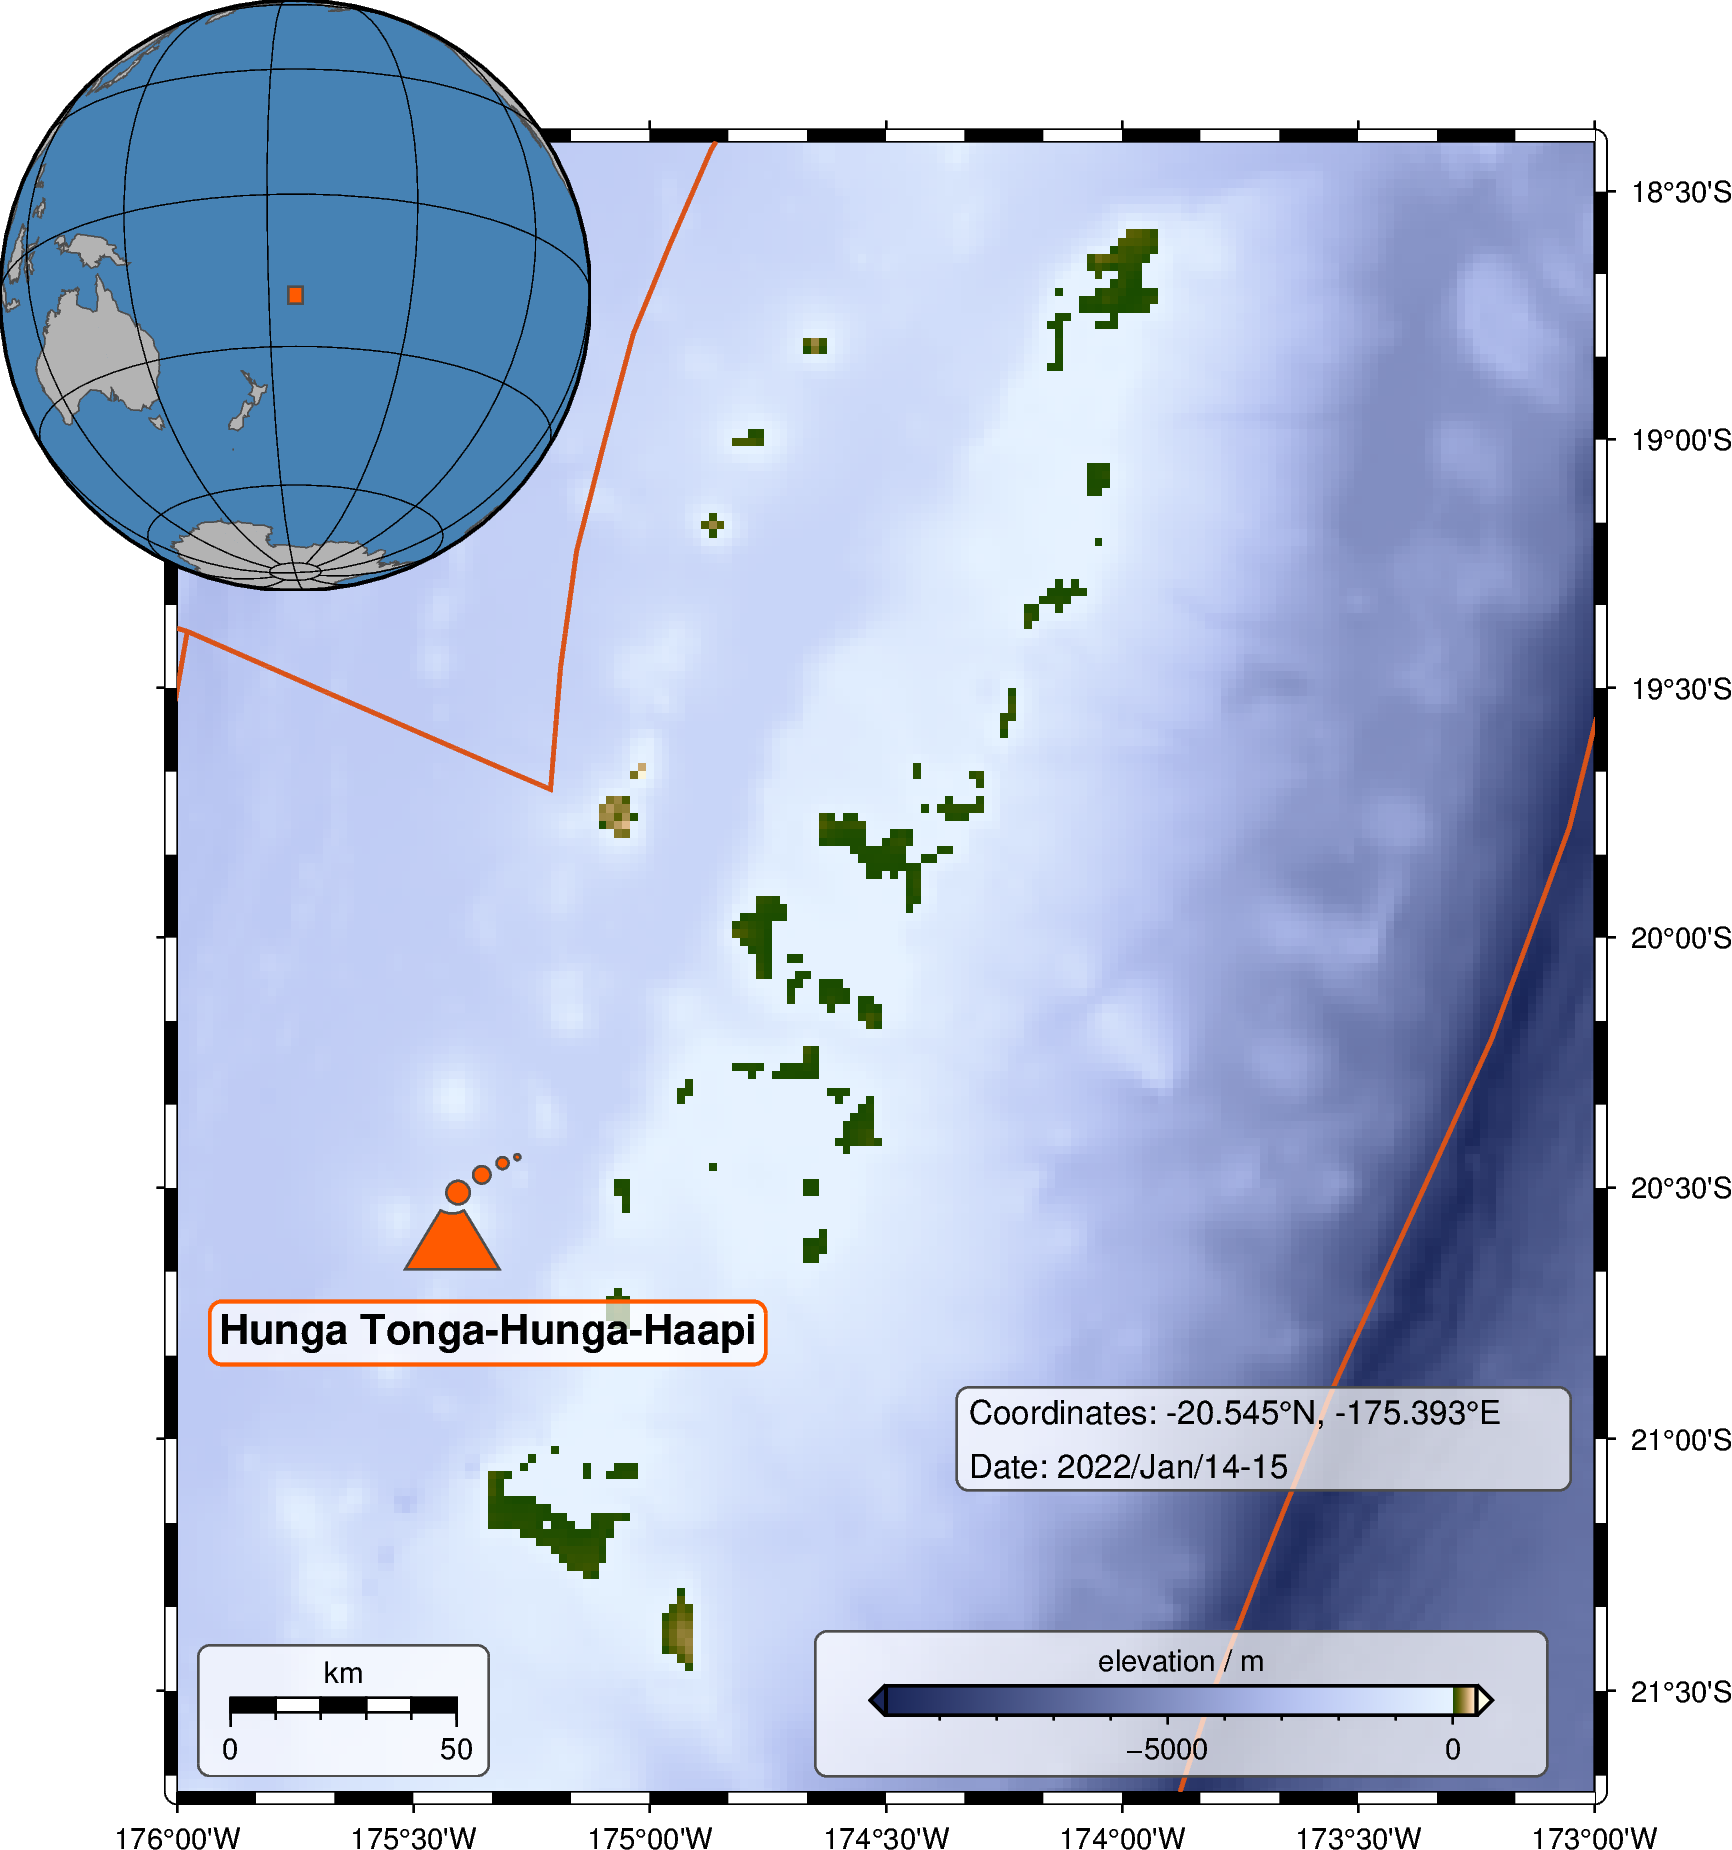 18°30'S
19°00'S
19°30'S
20°00'S
20°30'S
Hunga Tonga-Hunga-Haapi
Coordinates: -20.545°N, -175.393°E
Date: 2022/Jan/14-15
21°00'S
km
0 50
elevation / m
−5000 0
21°30'S
176°00'W 175°30'W 175°00'W 174°30'W 174°00'W 173°30'W 173°00'W